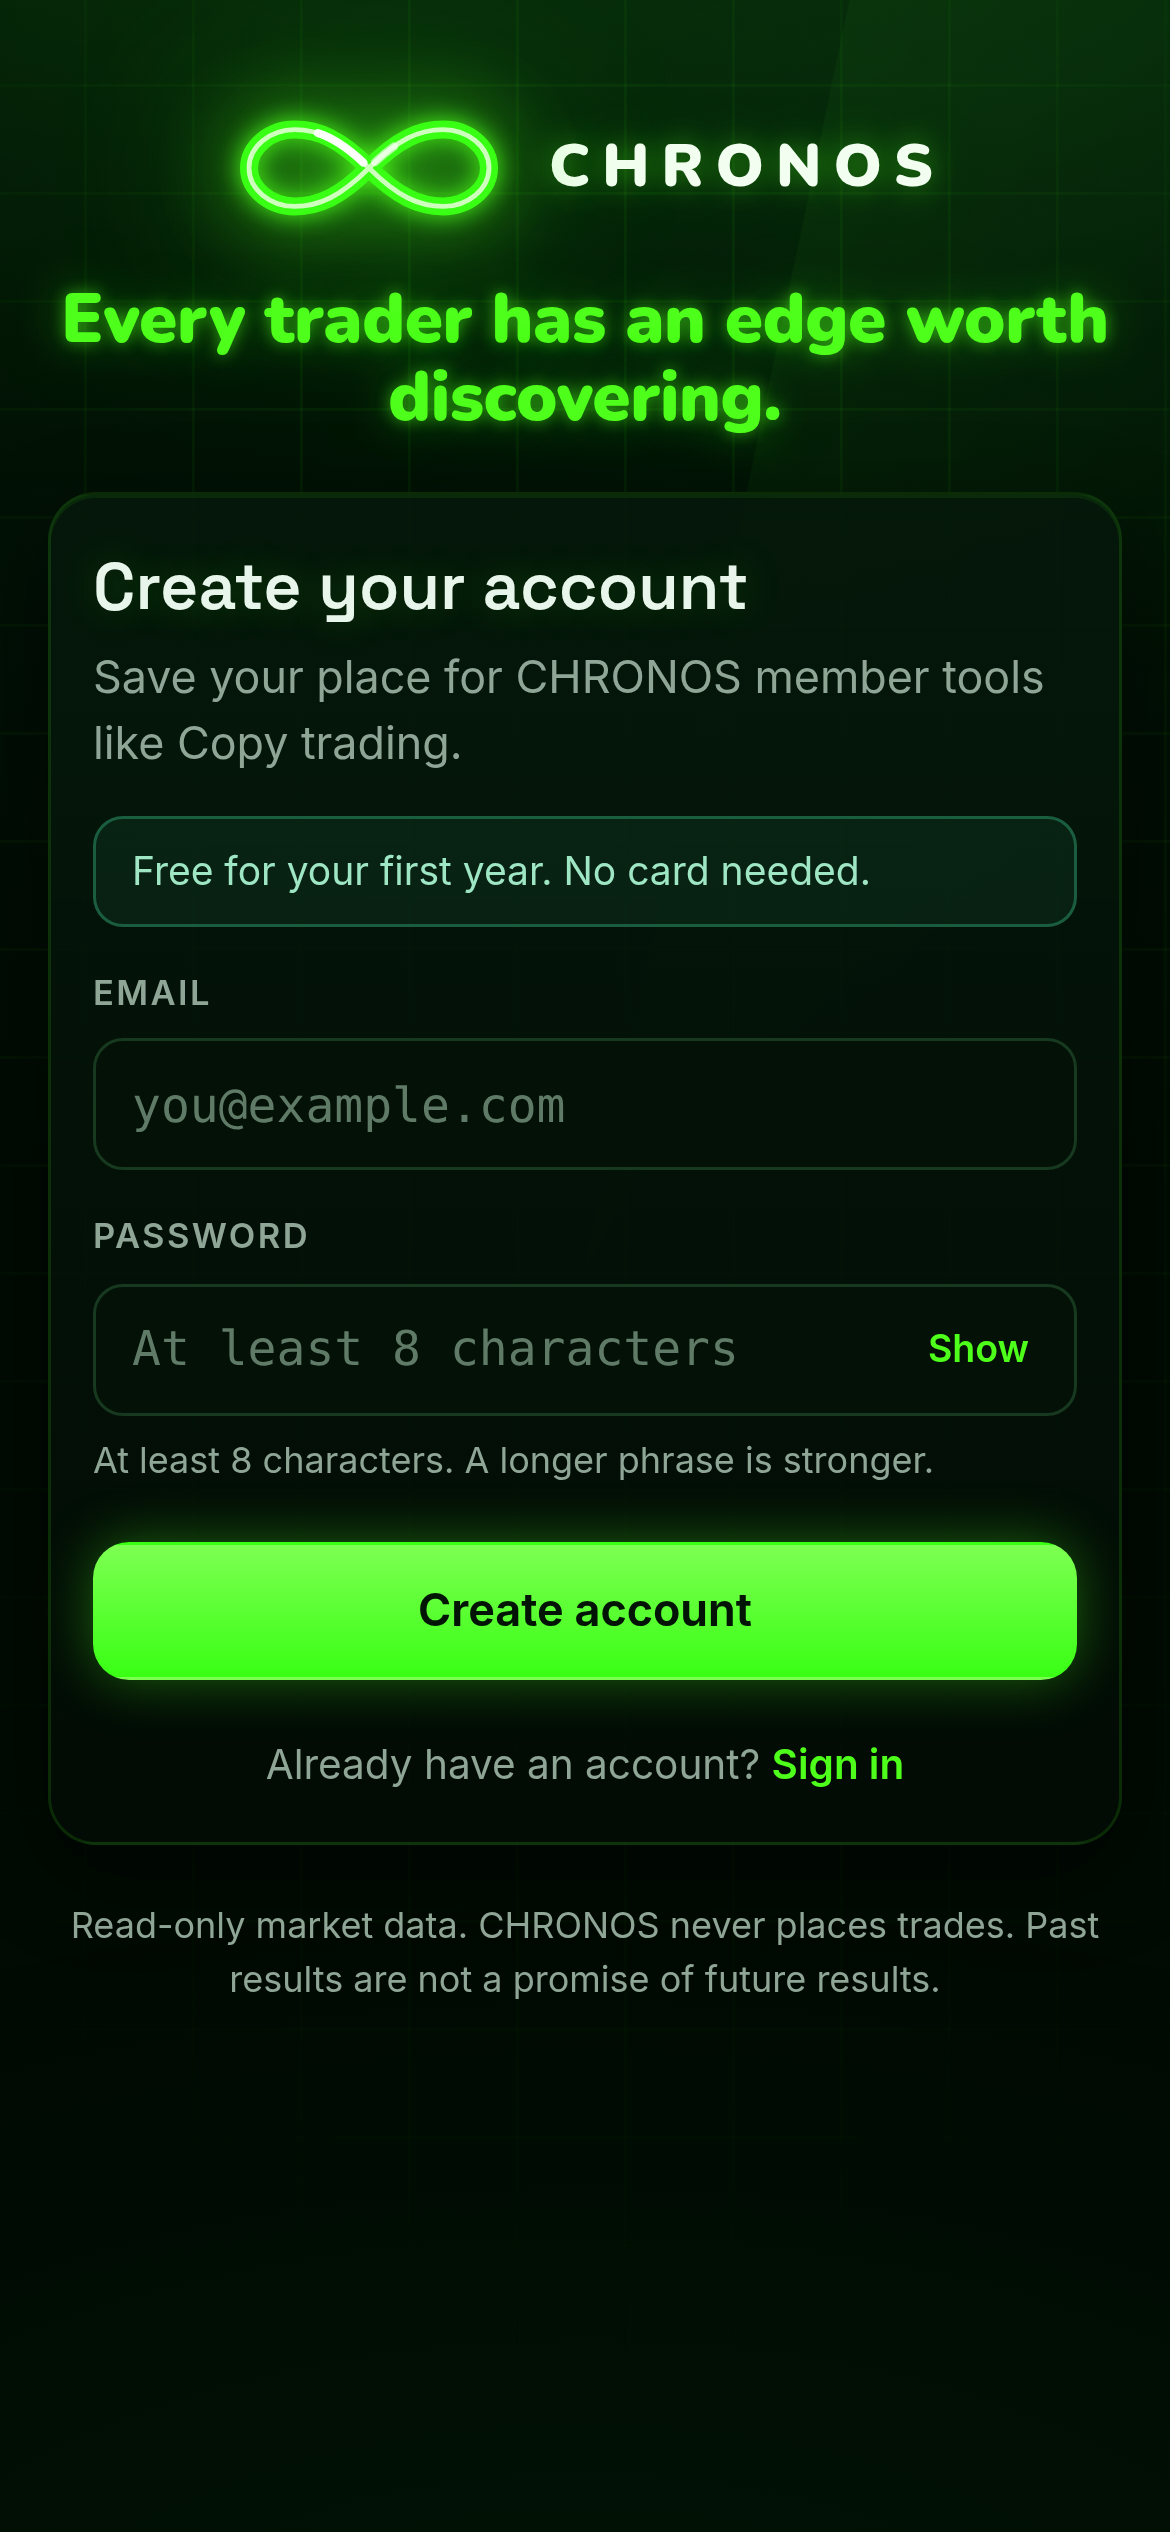 CHRONOS
Every trader has an edge worth
discovering.
Create your account
Save your place for CHRONOS member tools
like Copy trading.
Free for your first year. No card needed.
EMAIL
you@example.com
PASSWORD
At least 8 characters
Show
At least 8 characters. A longer phrase is stronger.
Create account
Already have an account? Sign in
Read-only market data. CHRONOS never places trades. Past
results are not a promise of future results.